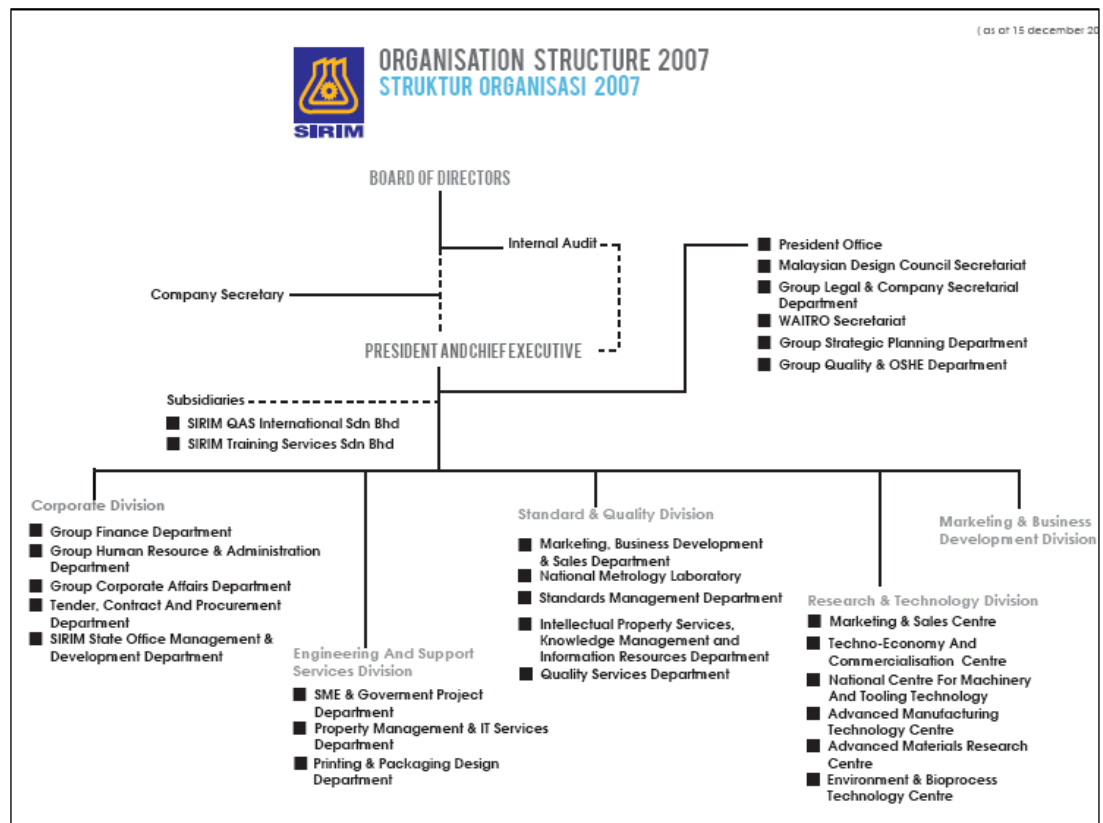 ( as at 15 december 20
ORGANISATION STRUCTURE 2007
STRUKTUR ORGANISASI 2007
SIRIM
BOARD OF DIRECTORS
Internal Audit
Company Secretary
PRESIDENT AND CHIEF EXECUTIVE
President Office
Malaysian Design Council Secretariat
Group Legal & Company Secretarial
Department
WAITRO Secretariat
Group Strategic Planning Department
Group Quality & OSHE Department
Subsidiaries
SIRIM QAS International Sdn Bhd
SIRIM Training Services Sdn Bhd
Corporate Division
Group Finance Department
Group Human Resource & Administration
Department
Group Corporate Affairs Department
Tender, Contract And Procurement
Department
SIRIM State Office Management &
Development Department
Engineering And Support
Services Division
SME & Goverment Project
Department
Property Management & IT Services
Department
Printing & Packaging Design
Department
Standard & Quality Division
Marketing, Business Development
& Sales Department
National Metrology Laboratory
Standards Management Department
Intellectual Property Services,
Knowledge Management and
Information Resources Department
Quality Services Department
Research & Technology Division
Marketing & Sales Centre
Techno-Economy And
Commercialisation Centre
National Centre For Machinery
And Tooling Technology
Advanced Manufacturing
Technology Centre
Advanced Materials Research
Centre
Environment & Bioprocess
Technology Centre
Marketing & Business
Development Division